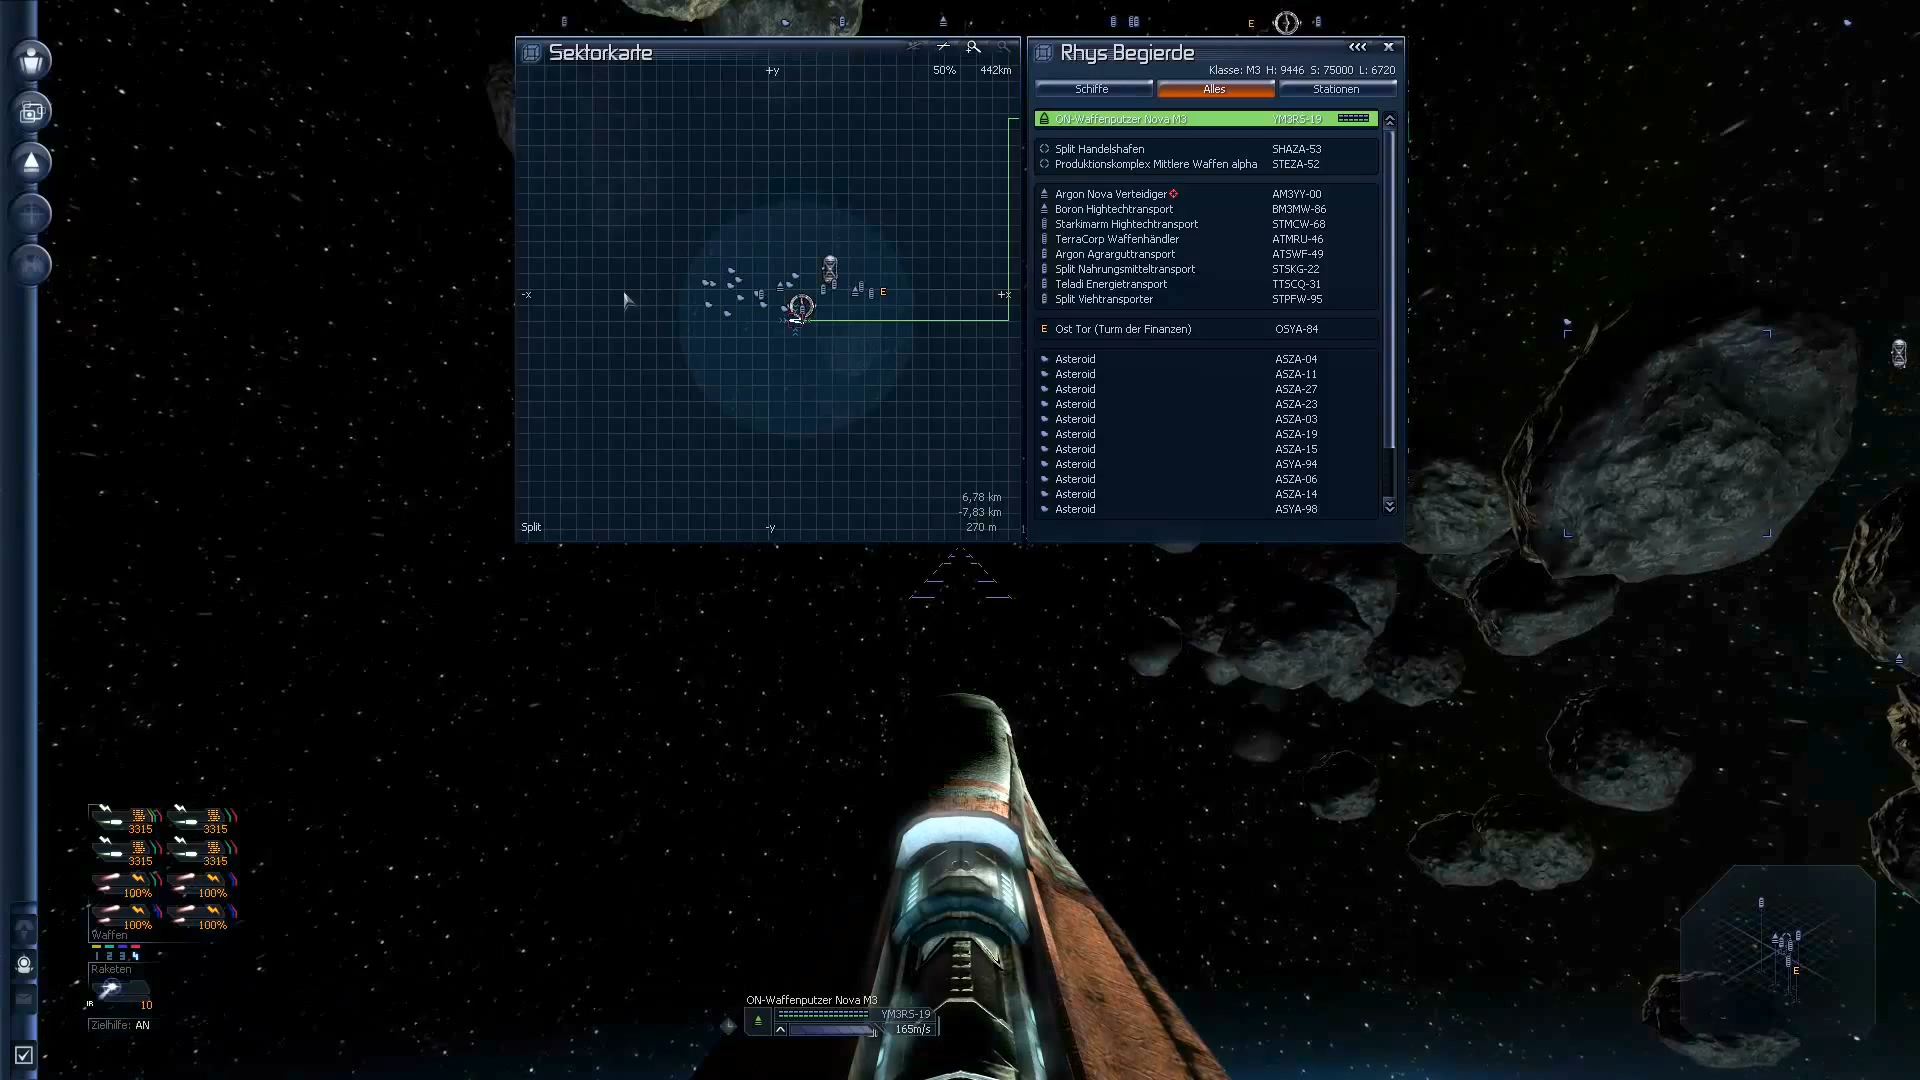 E
Sektorkarte
+y
50%
442km
-x
+x
E
6,78 km
-7,83 km
270 m
Split
-y
Rhys Begierde
Klasse: M3 H: 9446 S: 75000 L: 6720
Schiffe
Alles
Stationen
ON-Waffenputzer Nova M3 YM3RS-19
Split Handelshafen SHAZA-53
Produktionskomplex Mittlere Waffen alpha STEZA-52
Argon Nova Verteidiger AM3YY-00
Boron Hightechtransport BM3MW-86
Starkimarm Hightechtransport STMCW-68
TerraCorp Waffenhändler ATMRU-46
Argon Agrarguttransport ATSWF-49
Split Nahrungsmitteltransport STSKG-22
Teladi Energietransport TTSCQ-31
Split Viehtransporter STPFW-95
E Ost Tor (Turm der Finanzen) OSYA-84
Asteroid ASZA-04
Asteroid ASZA-11
Asteroid ASZA-27
Asteroid ASZA-23
Asteroid ASZA-03
Asteroid ASZA-19
Asteroid ASZA-15
Asteroid ASYA-94
Asteroid ASZA-06
Asteroid ASZA-14
Asteroid ASYA-98
3315 3315
3315 3315
100% 100%
100% 100%
Waffen
1 2 3 4
Raketen
IR 10
Zielhilfe: AN
ON-Waffenputzer Nova M3
YM3RS-19
165m/s
E